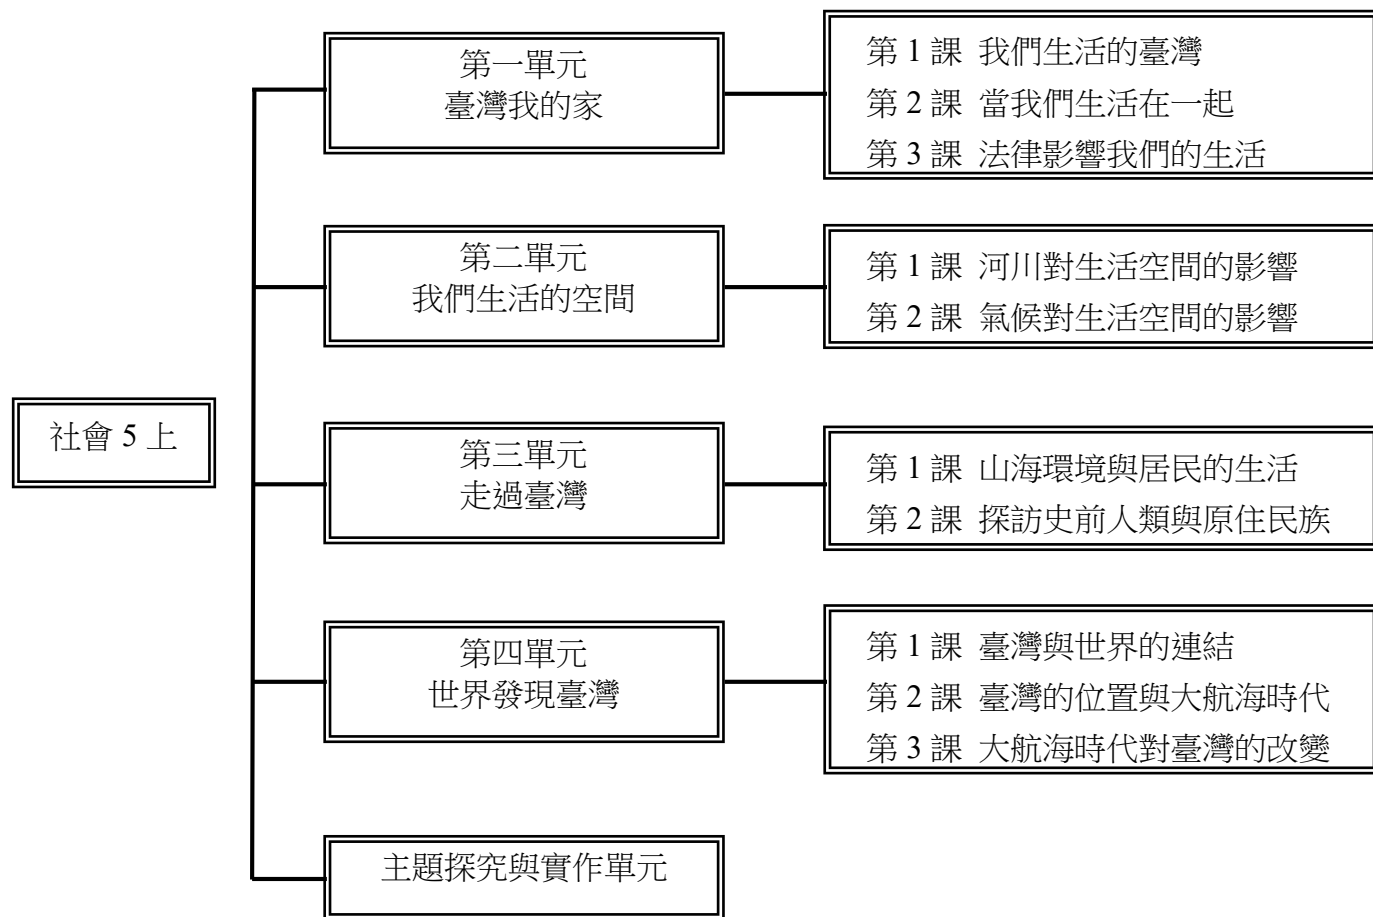 社會 5 上
第一單元
臺灣我的家
第 1 課 我們生活的臺灣
第 2 課 當我們生活在一起
第 3 課 法律影響我們的生活
第二單元
我們生活的空間
第 1 課 河川對生活空間的影響
第 2 課 氣候對生活空間的影響
第三單元
走過臺灣
第 1 課 山海環境與居民的生活
第 2 課 探訪史前人類與原住民族
第四單元
世界發現臺灣
第 1 課 臺灣與世界的連結
第 2 課 臺灣的位置與大航海時代
第 3 課 大航海時代對臺灣的改變
主題探究與實作單元